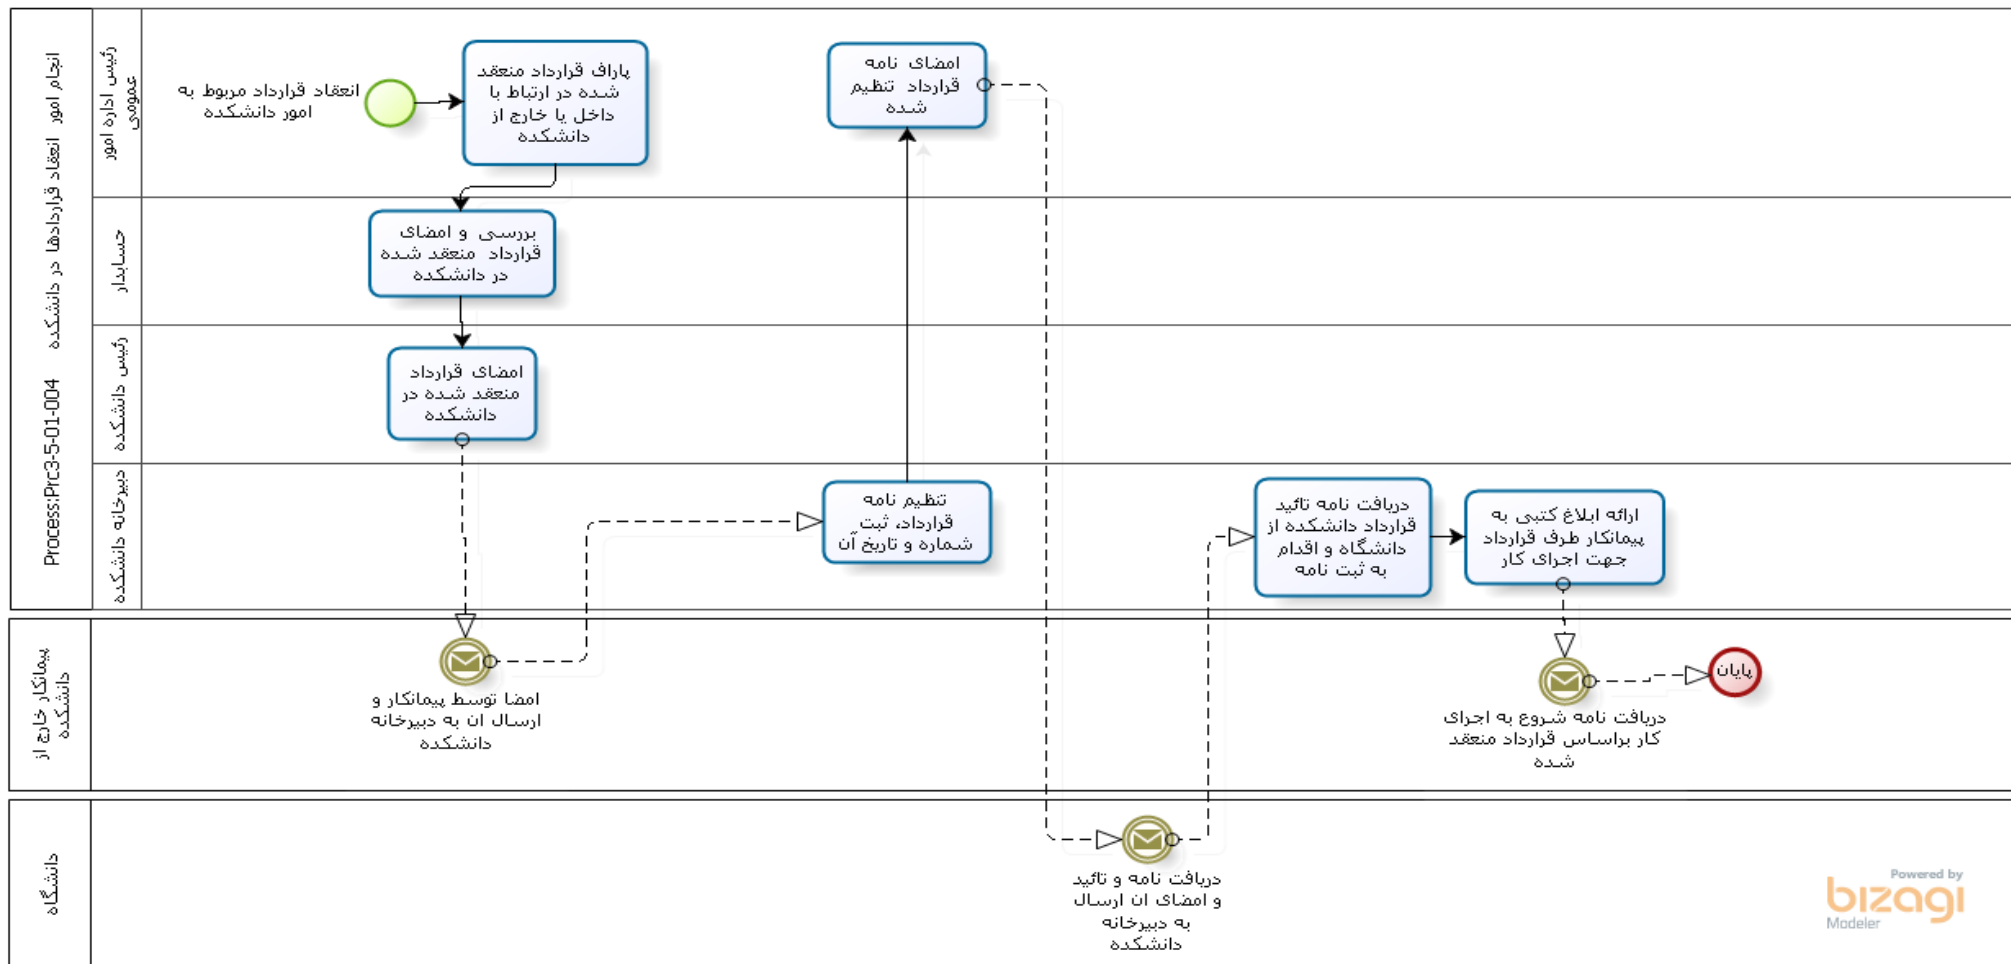 انجام امور انعقاد قراردادها در دانشکده
Process:Prc3-5-01-004
رئیس اداره امور
عمومی
انعقاد قرارداد مربوط به
امور دانشکده
پاراف قرارداد منعقد
شده در ارتباط با
داخل یا خارج از
دانشکده
امضای نامه
قرارداد تنظیم
شده
حسابدار
بررسی و امضای
قرارداد منعقد شده
در دانشکده
رئیس دانشکده
امضای قرارداد
منعقد شده در
دانشکده
دبیرخانه دانشکده
تنظیم نامه
قرارداد، ثبت
شماره و تاریخ آن
دریافت نامه تائید
قرارداد دانشکده از
دانشگاه و اقدام
به ثبت نامه
ارائه ابلاغ کتبی به
پیمانکار طرف قرارداد
جهت اجرای کار
پیمانکار خارج از
دانشکده
امضا توسط پیمانکار و
ارسال ان به دبیرخانه
دانشکده
دریافت نامه شروع به اجرای
کار براساس قرارداد منعقد
شده
پایان
دانشگاه
دریافت نامه و تائید
و امضای ان ارسال
به دبیرخانه
دانشکده
Powered by
bizagi
Modeler